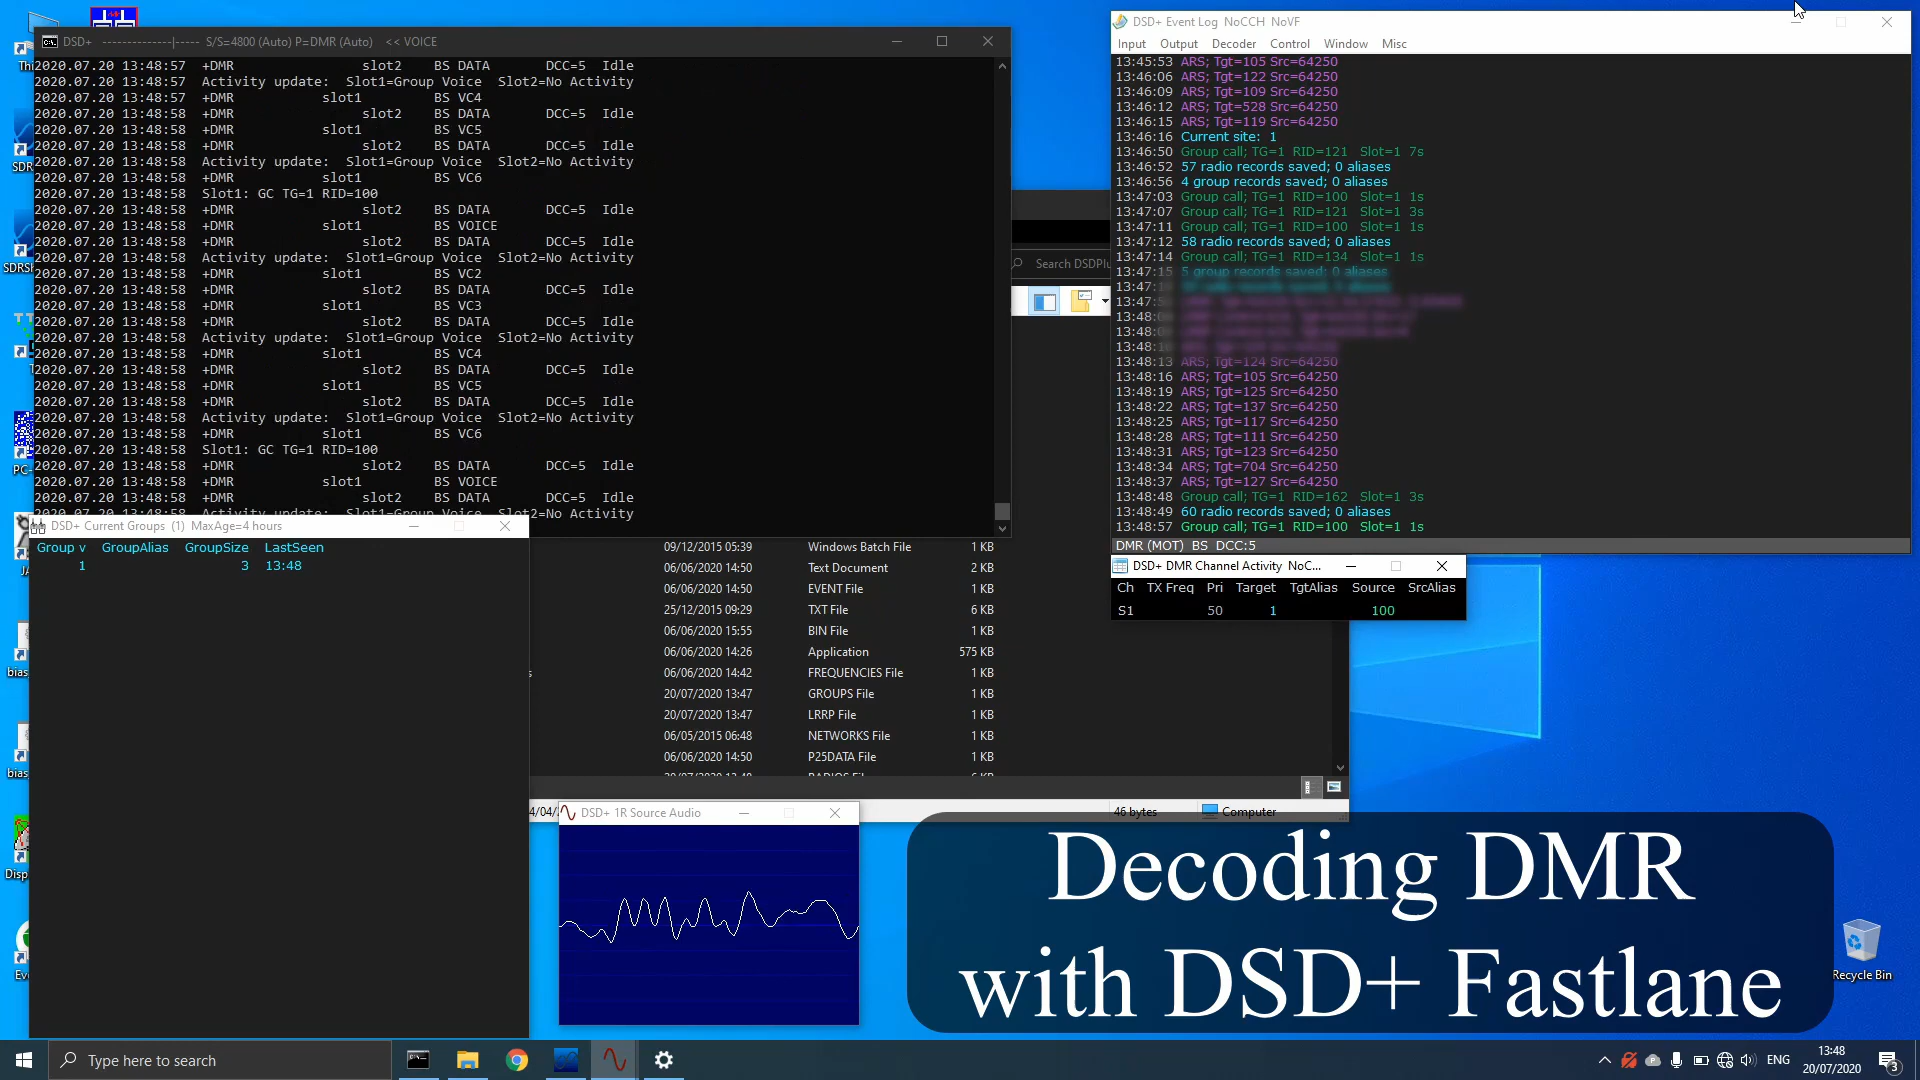 DSD+ --------------|----- S/S=4800 (Auto) P=DMR (Auto) << VOICE
2020.07.20 13:48:57 +DMR slot2 BS DATA DCC=5 Idle
2020.07.20 13:48:57 Activity update: Slot1=Group Voice Slot2=No Activity
2020.07.20 13:48:57 +DMR slot1 BS VC4
2020.07.20 13:48:58 +DMR slot2 BS DATA DCC=5 Idle
2020.07.20 13:48:58 +DMR slot1 BS VC5
2020.07.20 13:48:58 +DMR slot2 BS DATA DCC=5 Idle
2020.07.20 13:48:58 Activity update: Slot1=Group Voice Slot2=No Activity
2020.07.20 13:48:58 +DMR slot1 BS VC6
2020.07.20 13:48:58 Slot1: GC TG=1 RID=100
2020.07.20 13:48:58 +DMR slot2 BS DATA DCC=5 Idle
2020.07.20 13:48:58 +DMR slot1 BS VOICE
2020.07.20 13:48:58 +DMR slot2 BS DATA DCC=5 Idle
2020.07.20 13:48:58 Activity update: Slot1=Group Voice Slot2=No Activity
2020.07.20 13:48:58 +DMR slot1 BS VC2
2020.07.20 13:48:58 +DMR slot2 BS DATA DCC=5 Idle
2020.07.20 13:48:58 +DMR slot1 BS VC3
2020.07.20 13:48:58 +DMR slot2 BS DATA DCC=5 Idle
2020.07.20 13:48:58 Activity update: Slot1=Group Voice Slot2=No Activity
2020.07.20 13:48:58 +DMR slot1 BS VC4
2020.07.20 13:48:58 +DMR slot2 BS DATA DCC=5 Idle
2020.07.20 13:48:58 +DMR slot1 BS VC5
2020.07.20 13:48:58 +DMR slot2 BS DATA DCC=5 Idle
2020.07.20 13:48:58 Activity update: Slot1=Group Voice Slot2=No Activity
2020.07.20 13:48:58 +DMR slot1 BS VC6
2020.07.20 13:48:58 Slot1: GC TG=1 RID=100
2020.07.20 13:48:58 +DMR slot2 BS DATA DCC=5 Idle
2020.07.20 13:48:58 +DMR slot1 BS VOICE
2020.07.20 13:48:58 +DMR slot2 BS DATA DCC=5 Idle
2020.07.20 13:48:58 Activity update: Slot1=Group Voice Slot2=No Activity
DSD+ Event Log NoCCH NoVF
Input Output Decoder Control Window Misc
13:45:53 ARS; Tgt=105 Src=64250
13:46:06 ARS; Tgt=122 Src=64250
13:46:09 ARS; Tgt=109 Src=64250
13:46:12 ARS; Tgt=528 Src=64250
13:46:15 ARS; Tgt=119 Src=64250
13:46:16 Current site: 1
13:46:50 Group call; TG=1 RID=121 Slot=1 7s
13:46:52 57 radio records saved; 0 aliases
13:46:56 4 group records saved; 0 aliases
13:47:03 Group call; TG=1 RID=100 Slot=1 1s
13:47:07 Group call; TG=1 RID=121 Slot=1 3s
13:47:11 Group call; TG=1 RID=100 Slot=1 1s
13:47:12 58 radio records saved; 0 aliases
13:47:14 Group call; TG=1 RID=134 Slot=1 1s
13:47:15 5 group records saved; 0 aliases
13:48:13 ARS; Tgt=124 Src=64250
13:48:16 ARS; Tgt=105 Src=64250
13:48:19 ARS; Tgt=125 Src=64250
13:48:22 ARS; Tgt=137 Src=64250
13:48:25 ARS; Tgt=117 Src=64250
13:48:28 ARS; Tgt=111 Src=64250
13:48:31 ARS; Tgt=123 Src=64250
13:48:34 ARS; Tgt=704 Src=64250
13:48:37 ARS; Tgt=127 Src=64250
13:48:48 Group call; TG=1 RID=162 Slot=1 3s
13:48:49 60 radio records saved; 0 aliases
13:48:57 Group call; TG=1 RID=100 Slot=1 1s
DMR (MOT) BS DCC:5
Search DSDPlu
DSD+ DMR Channel Activity NoC...
Ch TX Freq Pri Target TgtAlias Source SrcAlias
S1 50 1 100
DSD+ Current Groups (1) MaxAge=4 hours
Group v GroupAlias GroupSize LastSeen
1 3 13:48
09/12/2015 05:39 Windows Batch File 1 KB
06/06/2020 14:50 Text Document 2 KB
06/06/2020 14:50 EVENT File 1 KB
25/12/2015 09:29 TXT File 6 KB
06/06/2020 15:55 BIN File 1 KB
06/06/2020 14:26 Application 575 KB
06/06/2020 14:42 FREQUENCIES File 1 KB
20/07/2020 13:47 GROUPS File 1 KB
20/07/2020 13:47 LRRP File 1 KB
06/05/2015 06:48 NETWORKS File 1 KB
06/06/2020 14:50 P25DATA File 1 KB
46 bytes Computer
DSD+ 1R Source Audio
Decoding DMR
with DSD+ Fastlane
Recycle Bin
Type here to search
ENG
13:48
20/07/2020
3